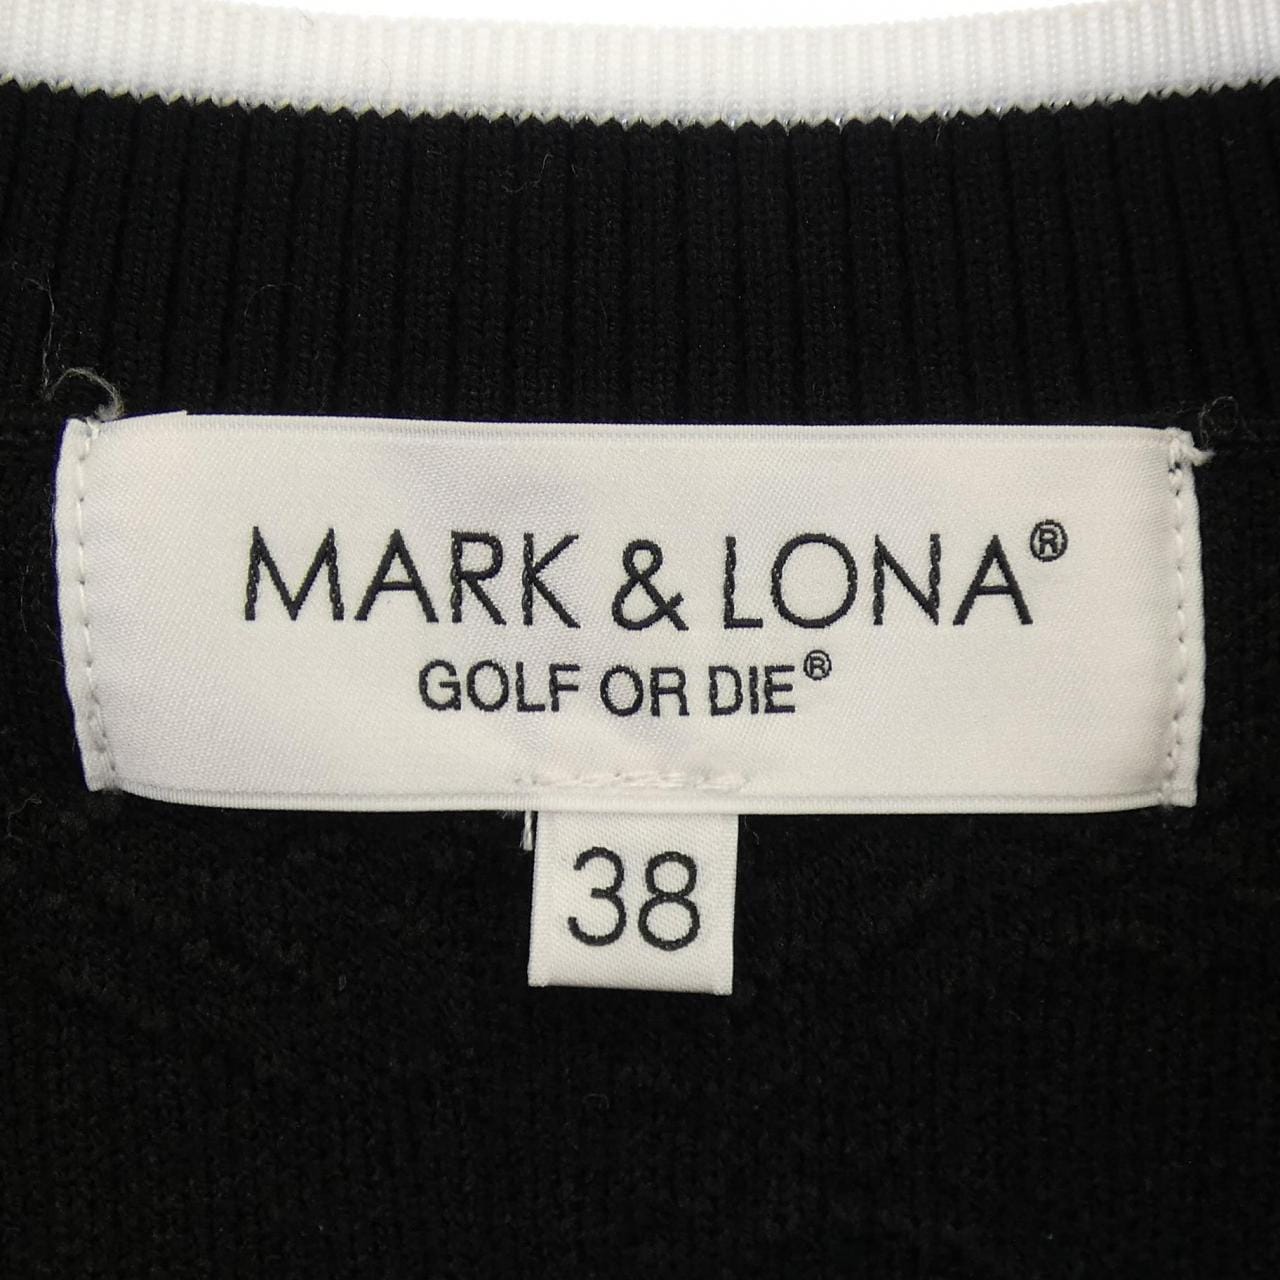 MARK & LONA®
GOLF OR DIE®
38